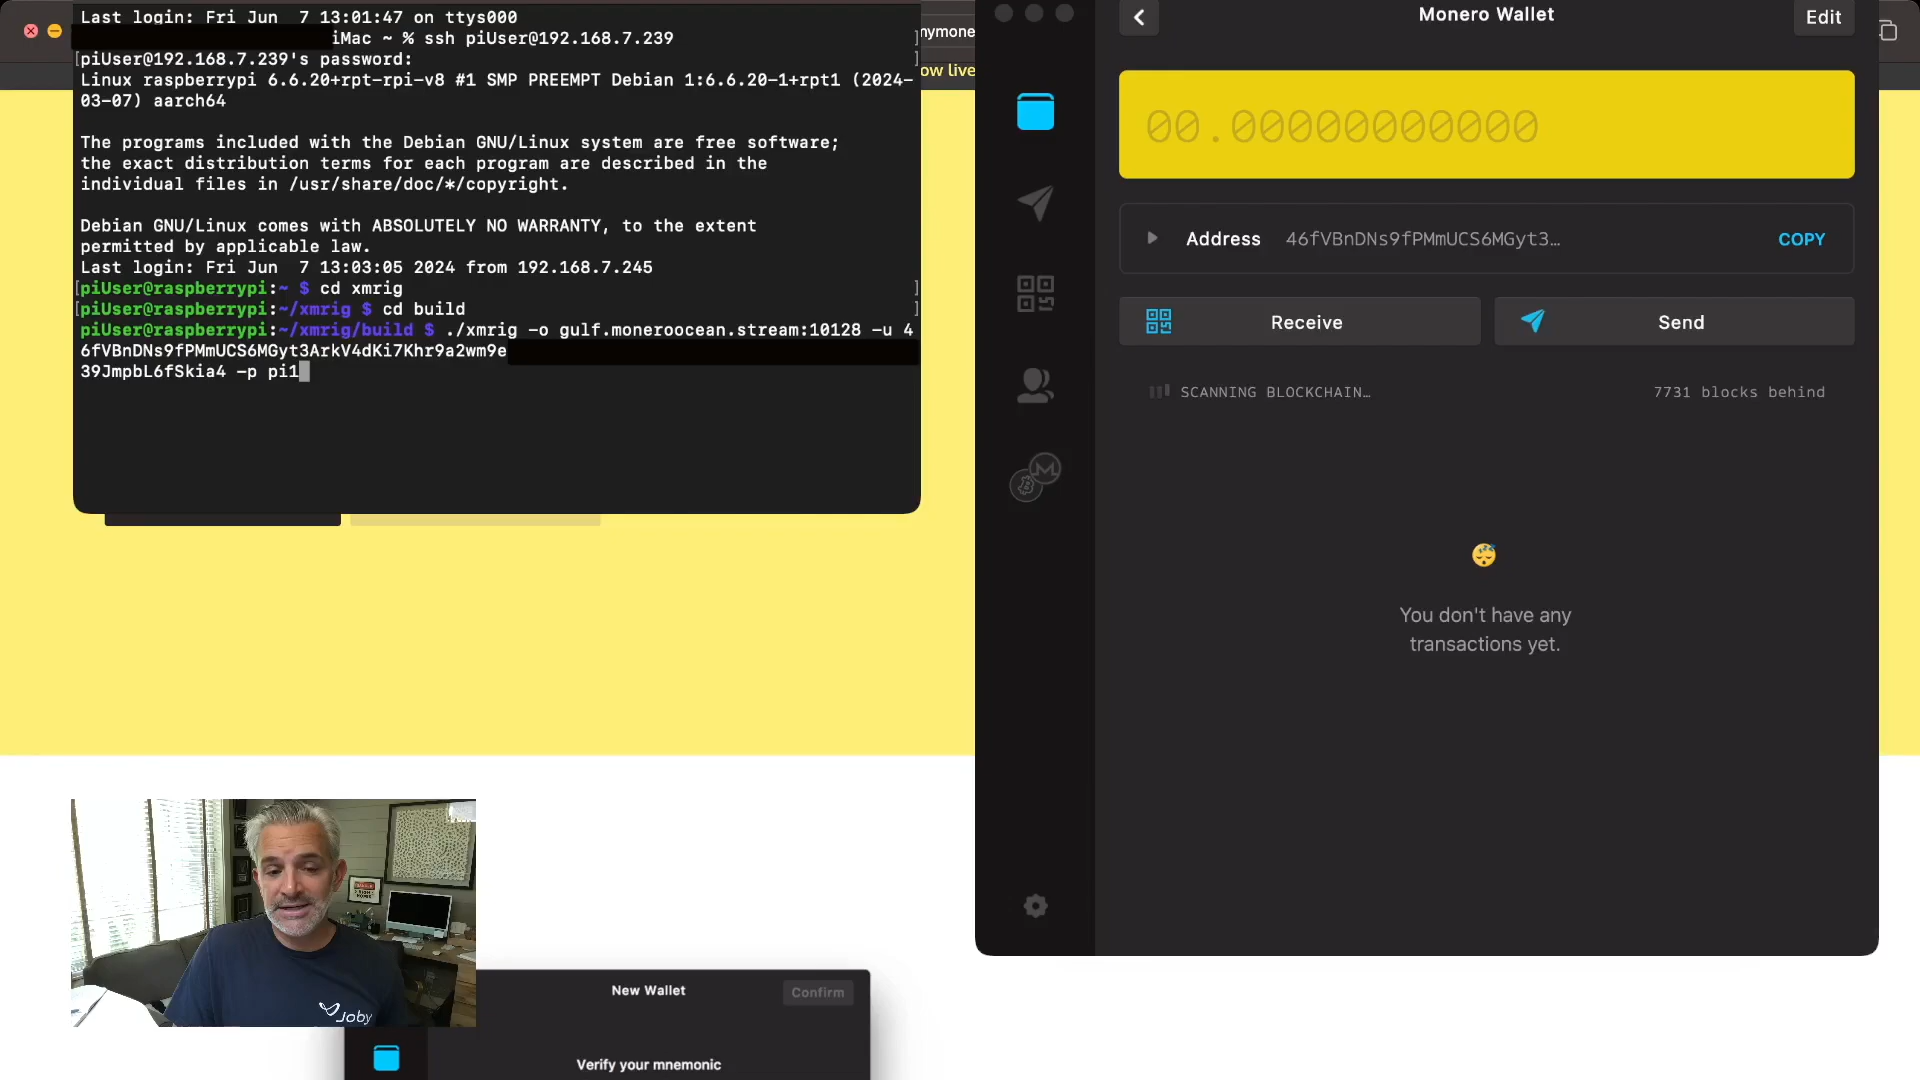 Last login: Fri Jun  7 13:01:47 on ttys000
iMac ~ % ssh piUser@192.168.7.239
[piUser@192.168.7.239's password:
Linux raspberrypi 6.6.20+rpt-rpi-v8 #1 SMP PREEMPT Debian 1:6.6.20-1+rpt1 (2024-
03-07) aarch64
The programs included with the Debian GNU/Linux system are free software;
the exact distribution terms for each program are described in the
individual files in /usr/share/doc/*/copyright.
Debian GNU/Linux comes with ABSOLUTELY NO WARRANTY, to the extent
permitted by applicable law.
Last login: Fri Jun  7 13:03:05 2024 from 192.168.7.245
[piUser@raspberrypi:~ $ cd xmrig ]
[piUser@raspberrypi:~/xmrig $ cd build ]
piUser@raspberrypi:~/xmrig/build $ ./xmrig -o gulf.moneroocean.stream:10128 -u 4
6fVBnDNs9fPMmUCS6MGyt3ArkV4dKi7Khr9a2wm9e
39JmpbL6fSkia4 -p pi1
nymone
ow live
Monero Wallet
Edit
00.00000000000
Address 46fVBnDNs9fPMmUCS6MGyt3… COPY
Receive
Send
SCANNING BLOCKCHAIN… 7731 blocks behind
You don't have any
transactions yet.
Joby
New Wallet
Confirm
Verify your mnemonic